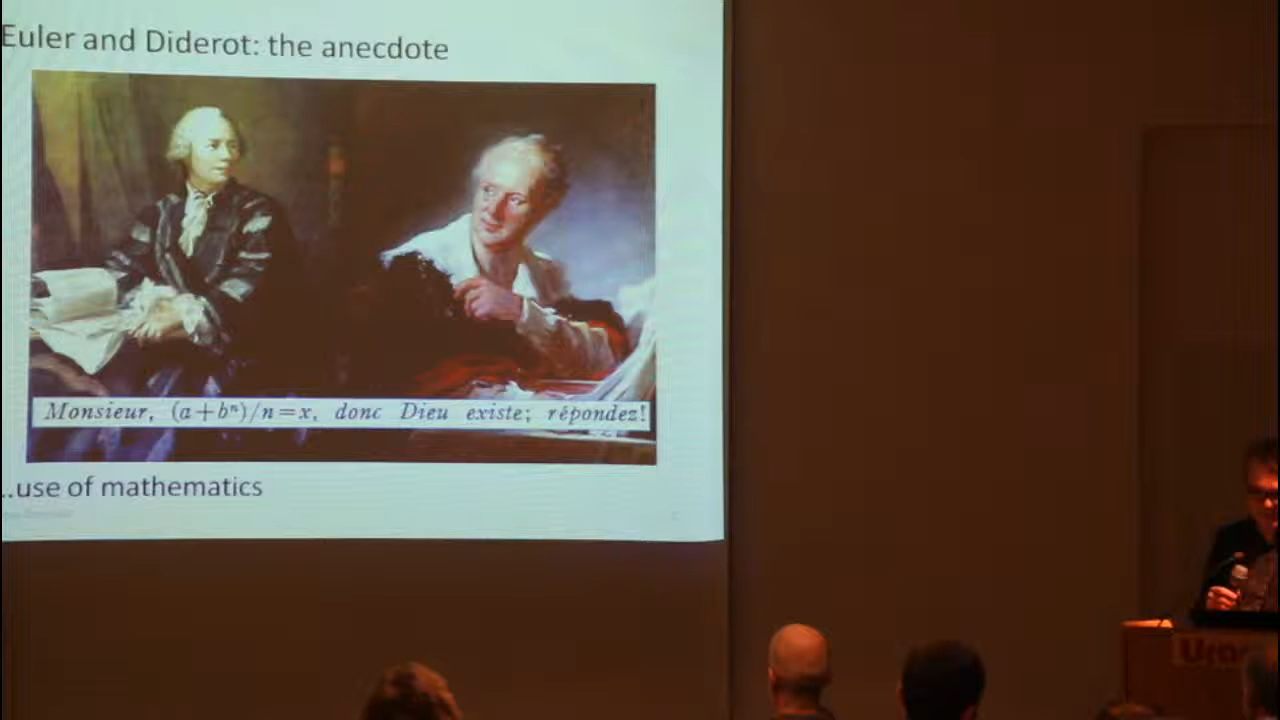 Euler and Diderot: the anecdote
Monsieur, (a+bⁿ)/n=x, donc Dieu existe; répondez!
..use of mathematics